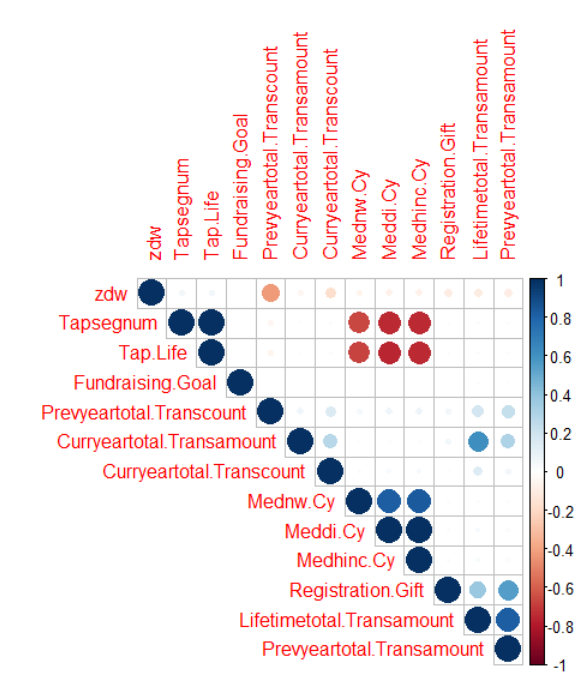 zdw
Tapsegnum
Tap.Life
Fundraising.Goal
Prevyeartotal.Transcount
Curryeartotal.Transamount
Curryeartotal.Transcount
Mednw.Cy
Meddi.Cy
Medhinc.Cy
Registration.Gift
Lifetimetotal.Transamount
Prevyeartotal.Transamount
zdw
Tapsegnum
Tap.Life
Fundraising.Goal
Prevyeartotal.Transcount
Curryeartotal.Transamount
Curryeartotal.Transcount
Mednw.Cy
Meddi.Cy
Medhinc.Cy
Registration.Gift
Lifetimetotal.Transamount
Prevyeartotal.Transamount
1
0.8
0.6
0.4
0.2
0
-0.2
-0.4
-0.6
-0.8
-1